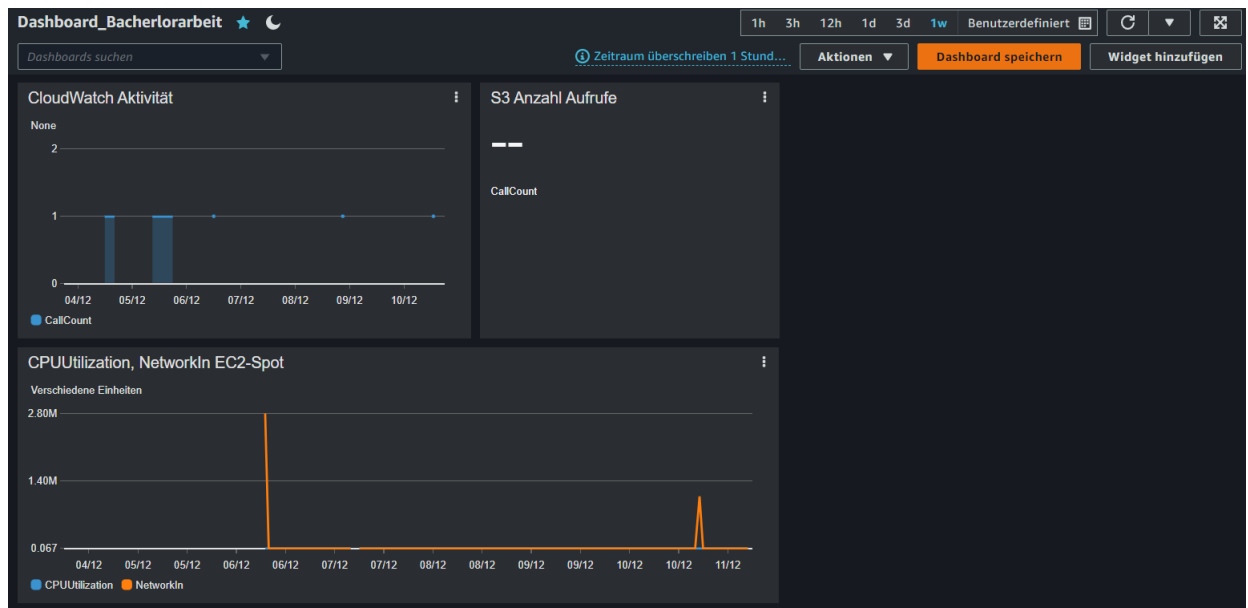 Dashboard_Bacherlorarbeit
1h 3h 12h 1d 3d 1w Benutzerdefiniert
Dashboards suchen
Zeitraum überschreiben 1 Stund...
Aktionen
Dashboard speichern
Widget hinzufügen
CloudWatch Aktivität
None
2
1
0
04/12 05/12 06/12 07/12 08/12 09/12 10/12
CallCount
S3 Anzahl Aufrufe
--
CallCount
CPUUtilization, NetworkIn EC2-Spot
Verschiedene Einheiten
2.80M
1.40M
0.067
04/12 05/12 05/12 06/12 06/12 07/12 07/12 08/12 08/12 09/12 09/12 10/12 10/12 11/12
CPUUtilization NetworkIn